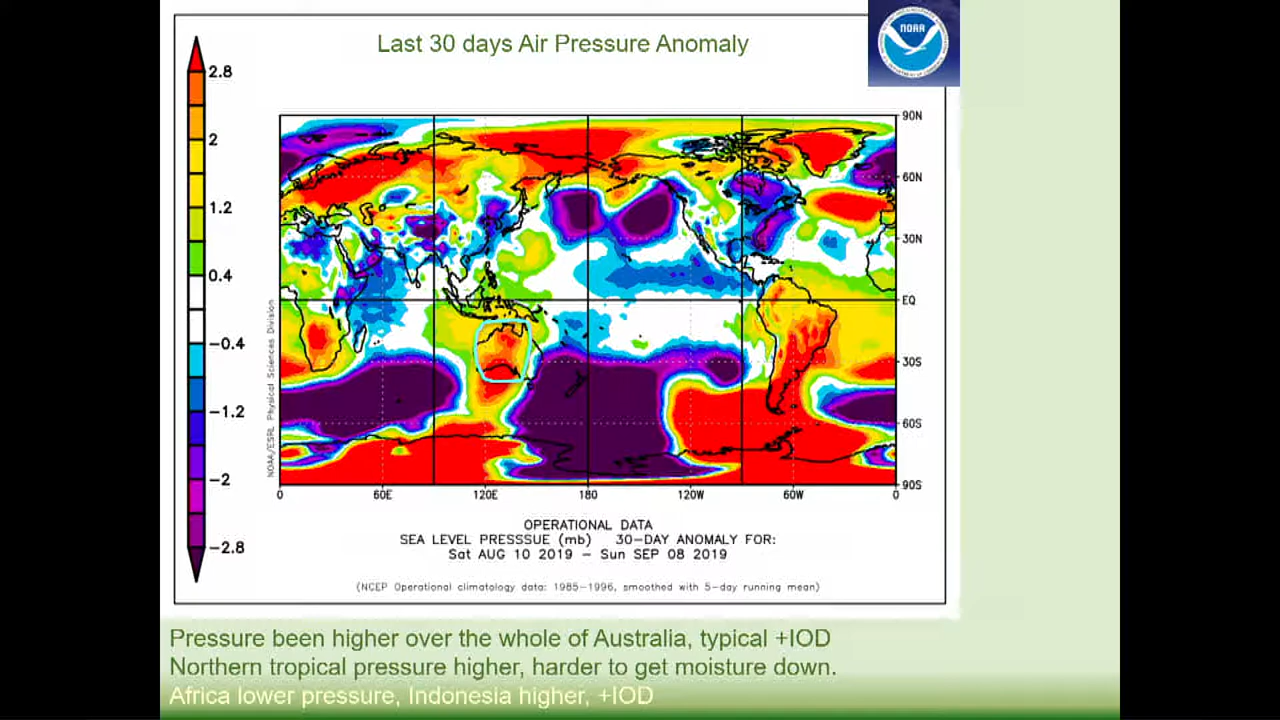 Last 30 days Air Pressure Anomaly
NOAA
2.8
2
1.2
0.4
−0.4
−1.2
−2
−2.8
90N
60N
30N
EQ
30S
60S
90S
0
60E
120E
180
120W
60W
0
NOAA/ESRL Physical Sciences Division
OPERATIONAL DATA
SEA LEVEL PRESSSUE (mb) 30−DAY ANOMALY FOR:
Sat AUG 10 2019 − Sun SEP 08 2019
(NCEP Operational climatology data: 1985−1996, smoothed with 5−day running mean)
Pressure been higher over the whole of Australia, typical +IOD
Northern tropical pressure higher, harder to get moisture down.
Africa lower pressure, Indonesia higher, +IOD